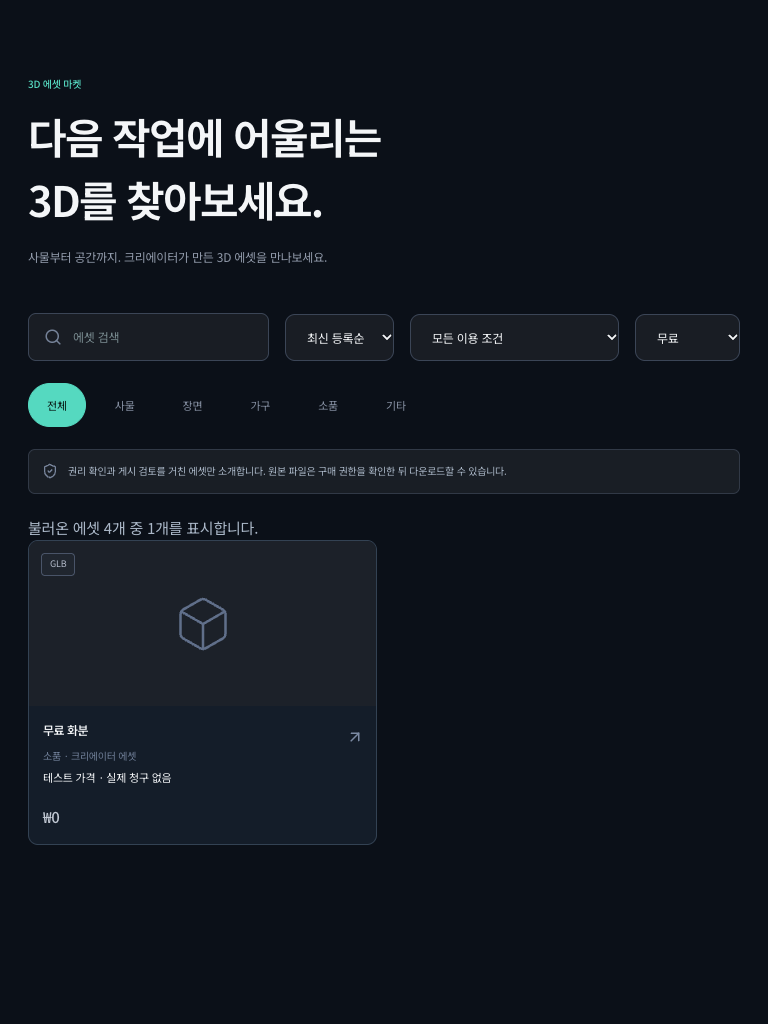 3D 에셋 마켓
다음 작업에 어울리는
3D를 찾아보세요.
사물부터 공간까지. 크리에이터가 만든 3D 에셋을 만나보세요.
에셋 검색
최신 등록순
모든 이용 조건
무료
전체
사물
장면
가구
소품
기타
권리 확인과 게시 검토를 거친 에셋만 소개합니다. 원본 파일은 구매 권한을 확인한 뒤 다운로드할 수 있습니다.
불러온 에셋 4개 중 1개를 표시합니다.
GLB
무료 화분
소품 · 크리에이터 에셋
테스트 가격 · 실제 청구 없음
₩0